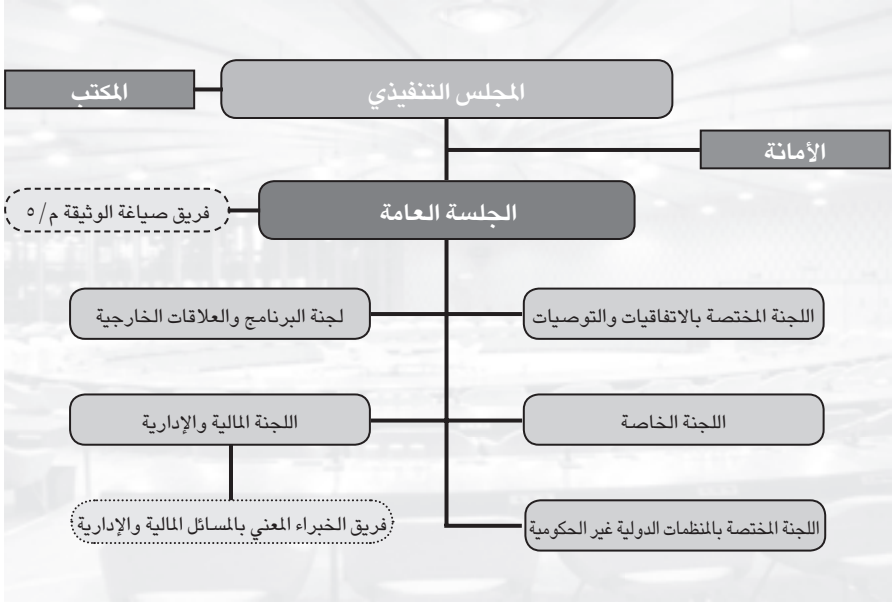 المجلس التنفيذي
المكتب
الأمانة
الجلسة العامة
فريق صياغة الوثيقة م/٥
اللجنة المختصة بالاتفاقيات والتوصيات
لجنة البرنامج والعلاقات الخارجية
اللجنة الخاصة
اللجنة المالية والإدارية
اللجنة المختصة بالمنظمات الدولية غير الحكومية
فريق الخبراء المعني بالمسائل المالية والإدارية